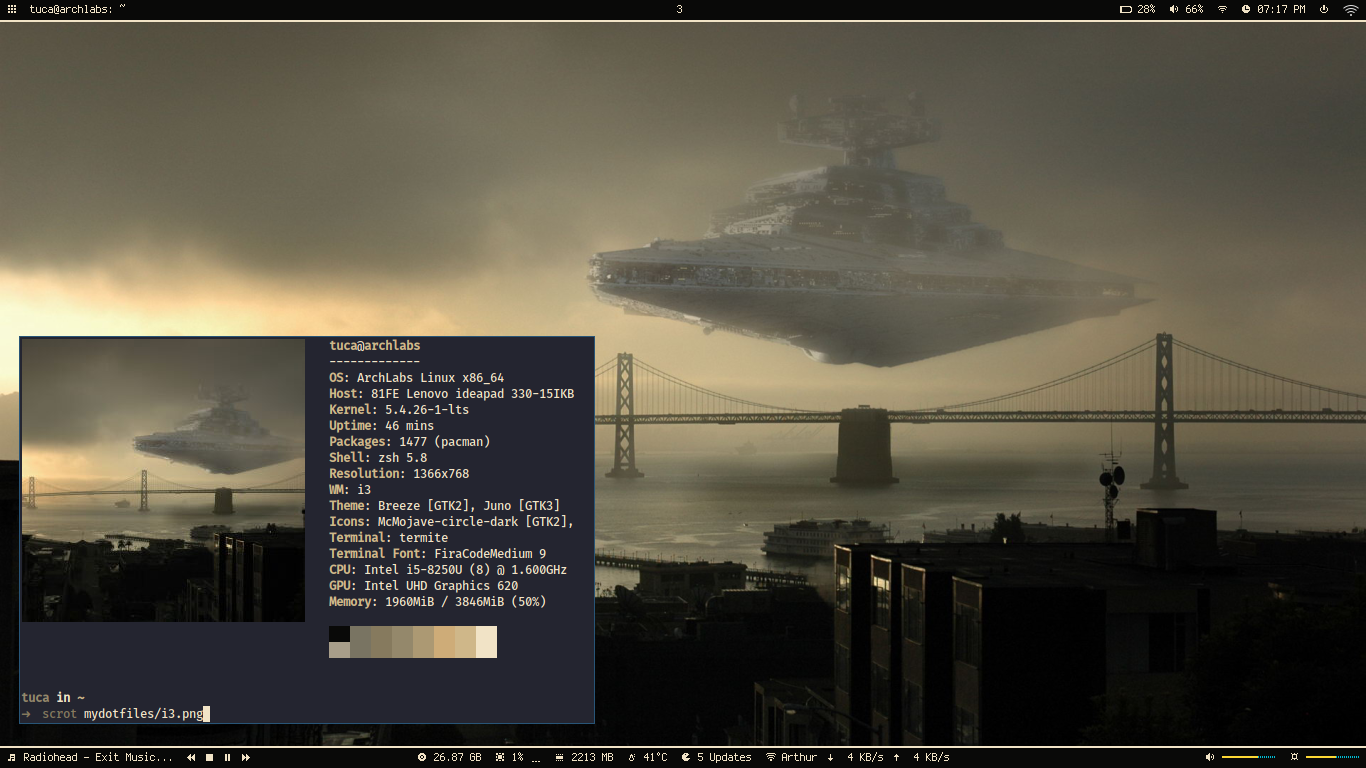 tuca@archlabs: ~
3
28% 66% 07:17 PM
tuca@archlabs
-------------
OS: ArchLabs Linux x86_64
Host: 81FE Lenovo ideapad 330-15IKB
Kernel: 5.4.26-1-lts
Uptime: 46 mins
Packages: 1477 (pacman)
Shell: zsh 5.8
Resolution: 1366x768
WM: i3
Theme: Breeze [GTK2], Juno [GTK3]
Icons: McMojave-circle-dark [GTK2],
Terminal: termite
Terminal Font: FiraCodeMedium 9
CPU: Intel i5-8250U (8) @ 1.600GHz
GPU: Intel UHD Graphics 620
Memory: 1960MiB / 3846MiB (50%)
tuca in ~
→ scrot mydotfiles/i3.png
Radiohead - Exit Music...
26.87 GB 1% 2213 MB 41°C 5 Updates Arthur ↓ 4 KB/s ↑ 4 KB/s